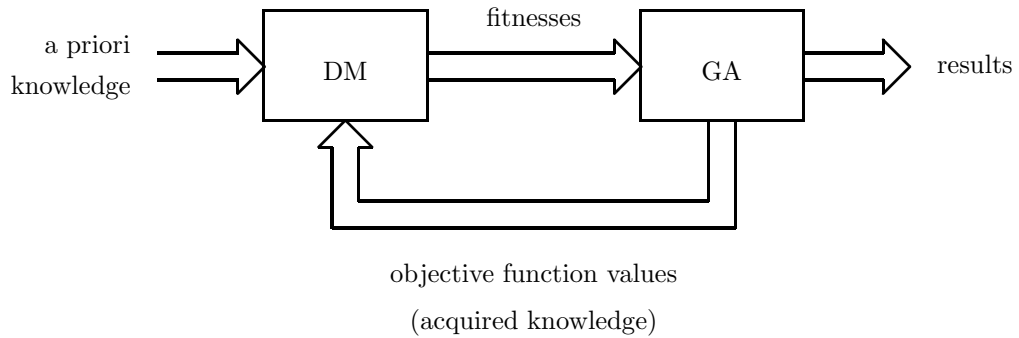 fitnesses
a priori
knowledge
DM
GA
results
objective function values
(acquired knowledge)